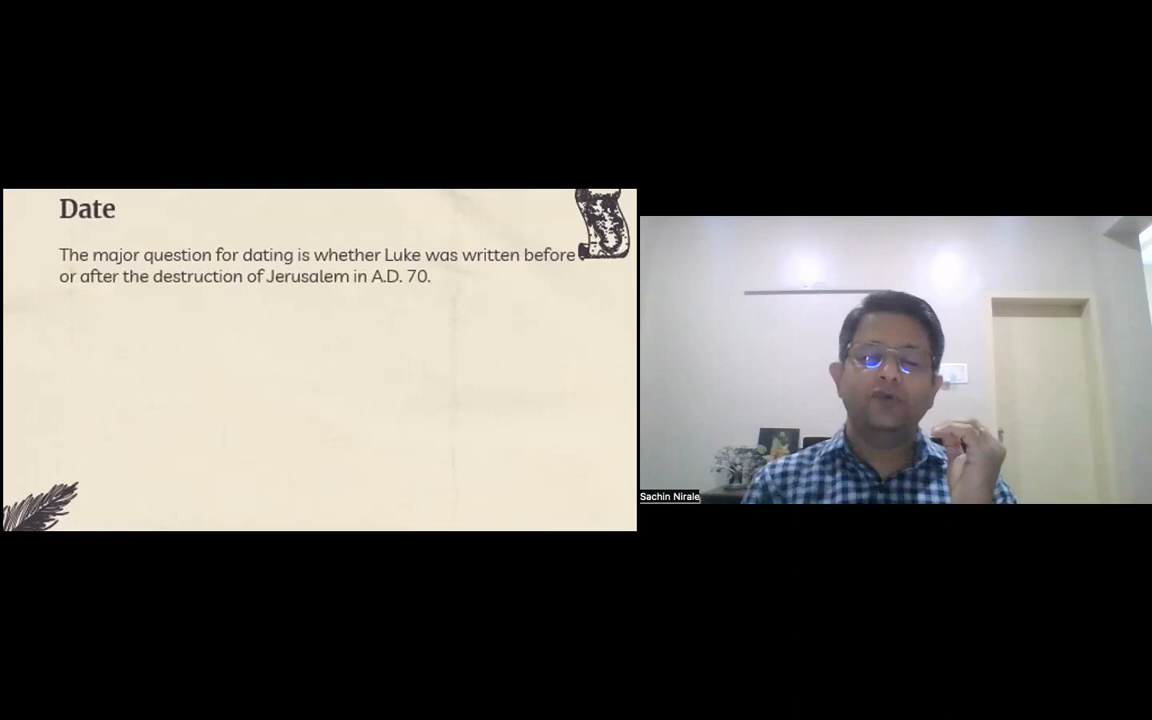 Date
The major question for dating is whether Luke was written before
or after the destruction of Jerusalem in A.D. 70.
Sachin Nirale